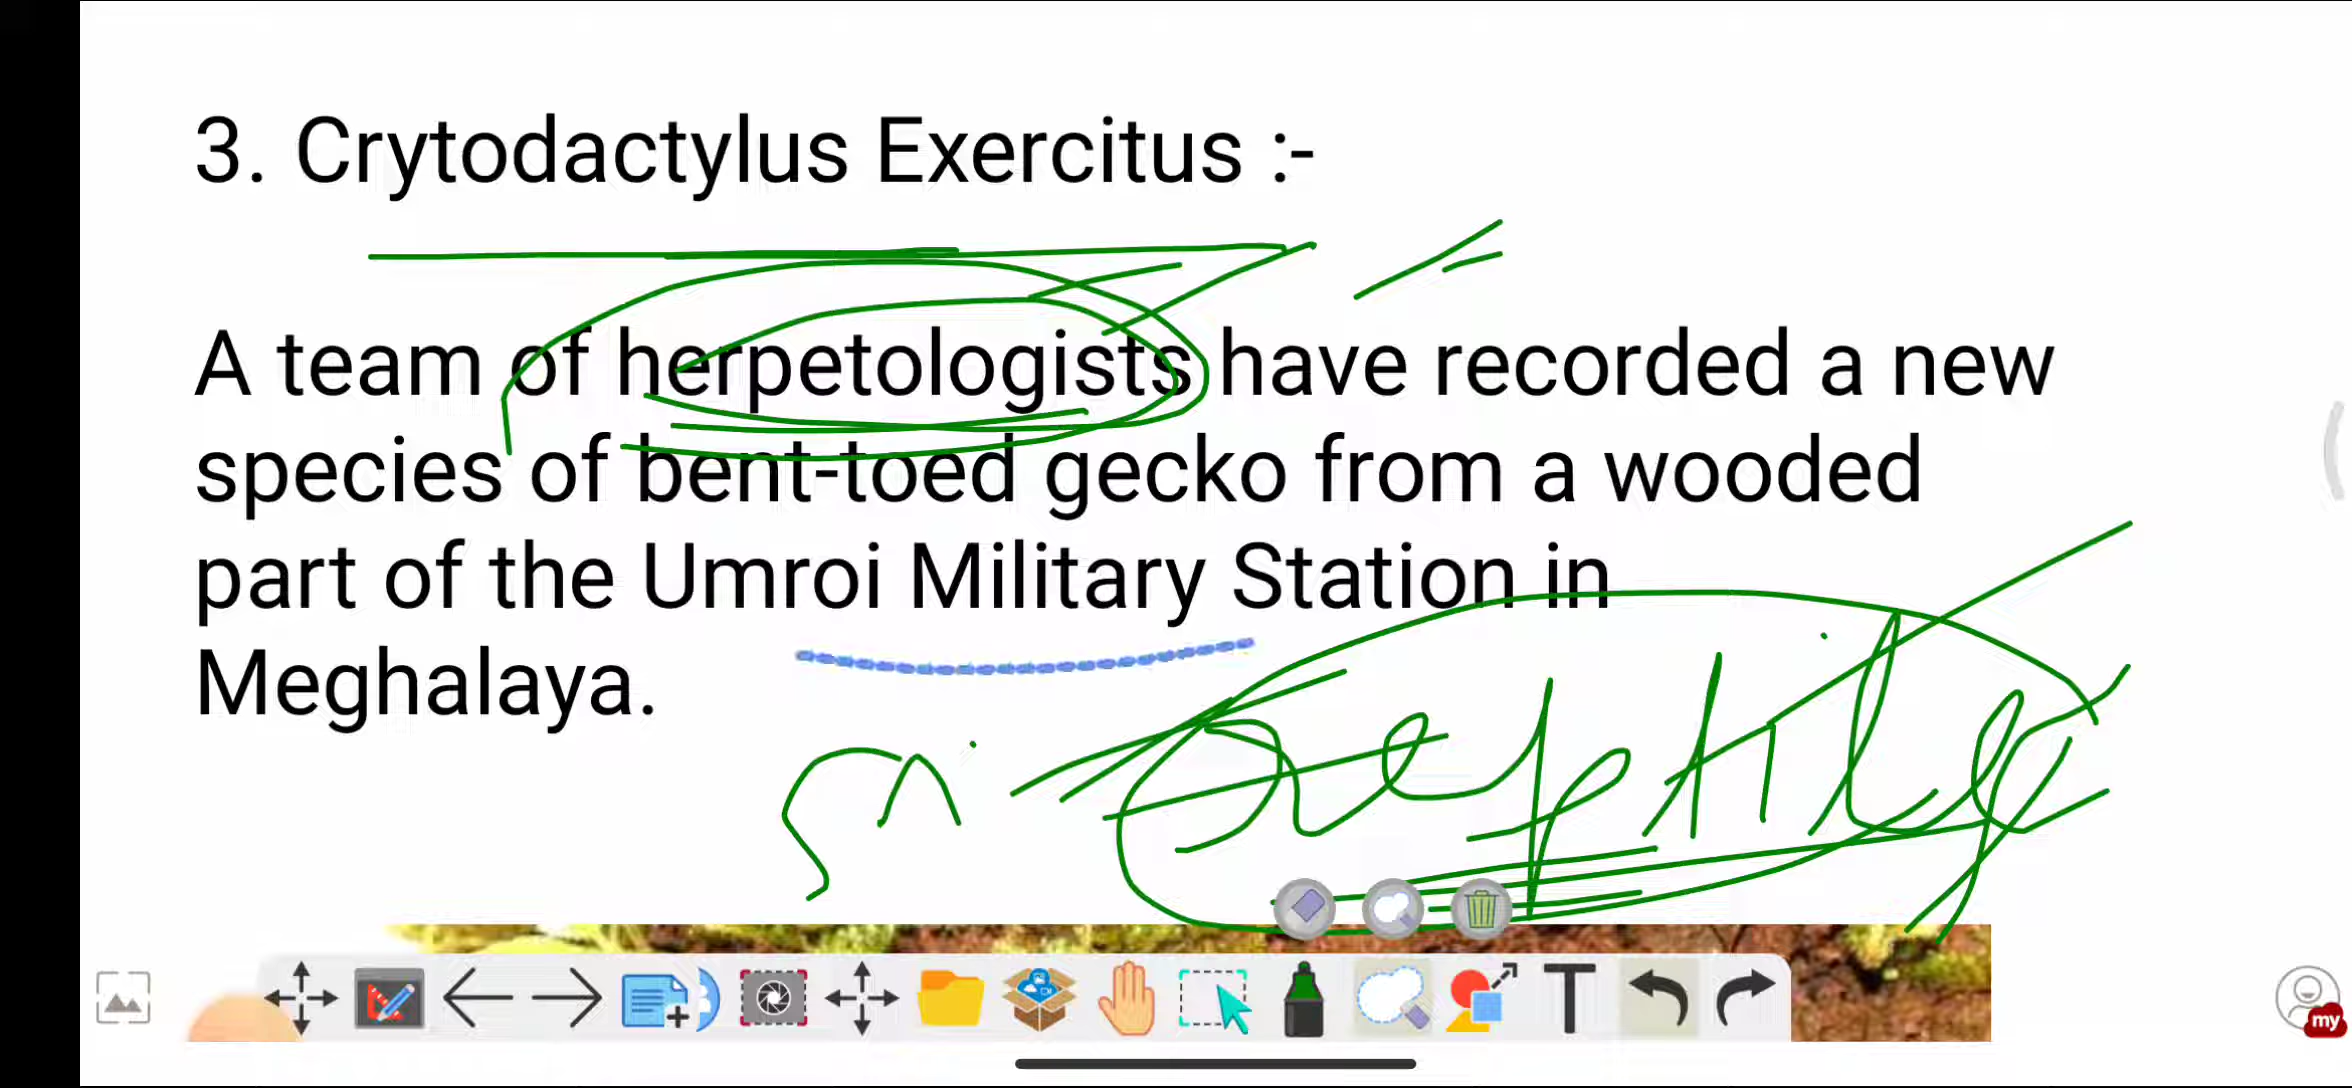 3. Crytodactylus Exercitus :-
A team of herpetologists have recorded a new
species of bent-toed gecko from a wooded
part of the Umroi Military Station in
Meghalaya.
reptile
T
my